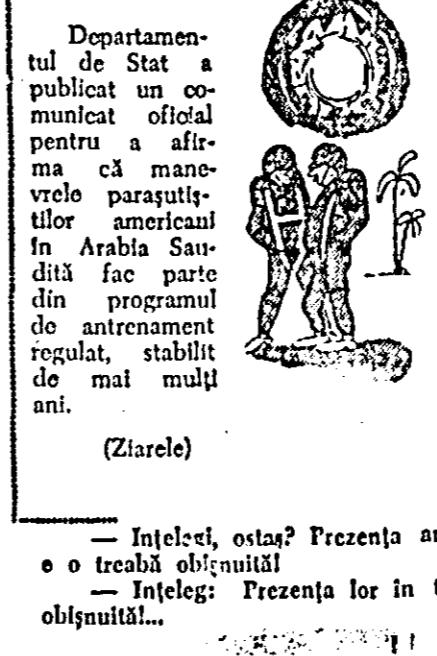 Departamen-
tul de Stat a
publicat un co-
municat oficial
pentru a afir-
ma că mane-
vrele parașutiș-
tilor americani
în Arabia Sau-
dită fac parte
din programul
de antrenament
regulat, stabilit
de mai mulți
ani.
(Ziarele)
— Înțelegi, ostaș? Prezența
e o treabă obișnuită!
— Înțeleg: Prezența lor în
obișnuită!...